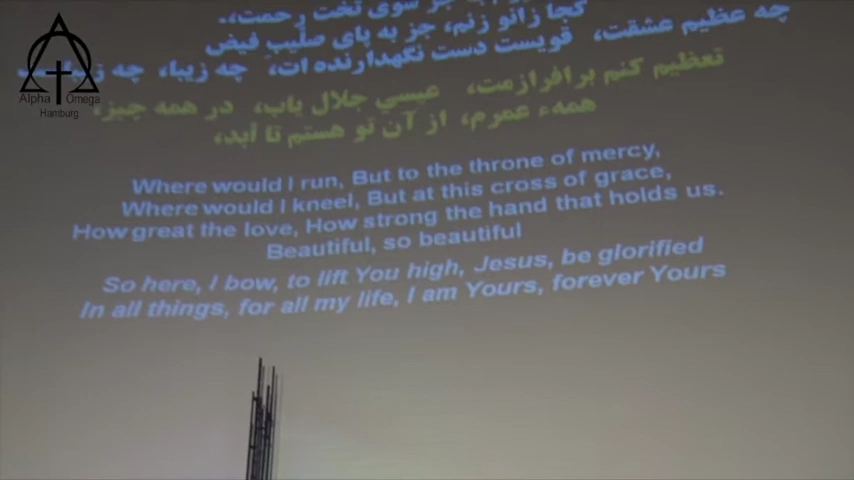 Alpha Omega
Hamburg
سوی تخت رحمت،
کجا زانو زنم، جز به پای صلیبِ فیض
چه عظیم عشقت، قویست دست نگهدارنده ات، چه زیبا، چه
تعظیم کنم برافرازمت، عیسی جلال یاب، در همه چیز،
همهء عمرم، از آن تو هستم تا ابد،
Where would I run, But to the throne of mercy,
Where would I kneel, But at this cross of grace,
How great the love, How strong the hand that holds us.
Beautiful, so beautiful
So here, I bow, to lift You high, Jesus, be glorified
In all things, for all my life, I am Yours, forever Yours